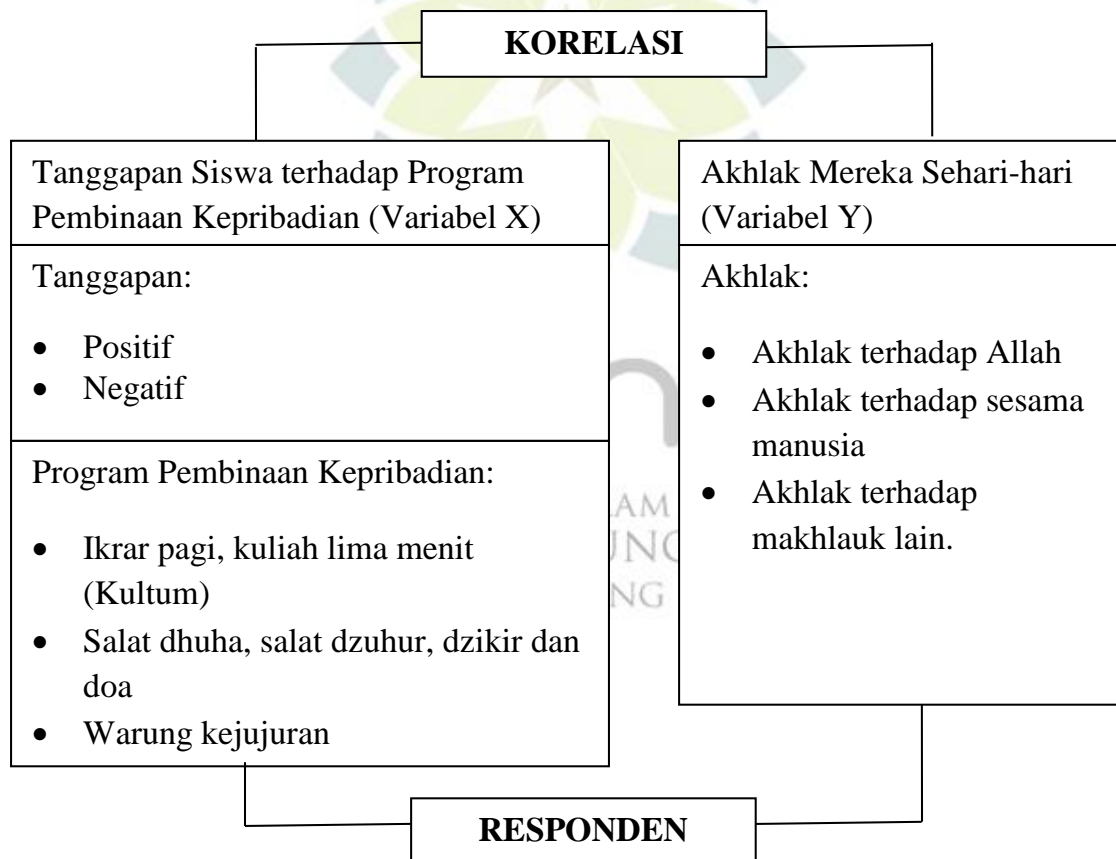 KORELASI
Tanggapan Siswa terhadap Program
Pembinaan Kepribadian (Variabel X)
Tanggapan:
• Positif
• Negatif
Program Pembinaan Kepribadian:
• Ikrar pagi, kuliah lima menit
(Kultum)
• Salat dhuha, salat dzuhur, dzikir dan
doa
• Warung kejujuran
Akhlak Mereka Sehari-hari
(Variabel Y)
Akhlak:
• Akhlak terhadap Allah
• Akhlak terhadap sesama
manusia
• Akhlak terhadap
makhlauk lain.
RESPONDEN